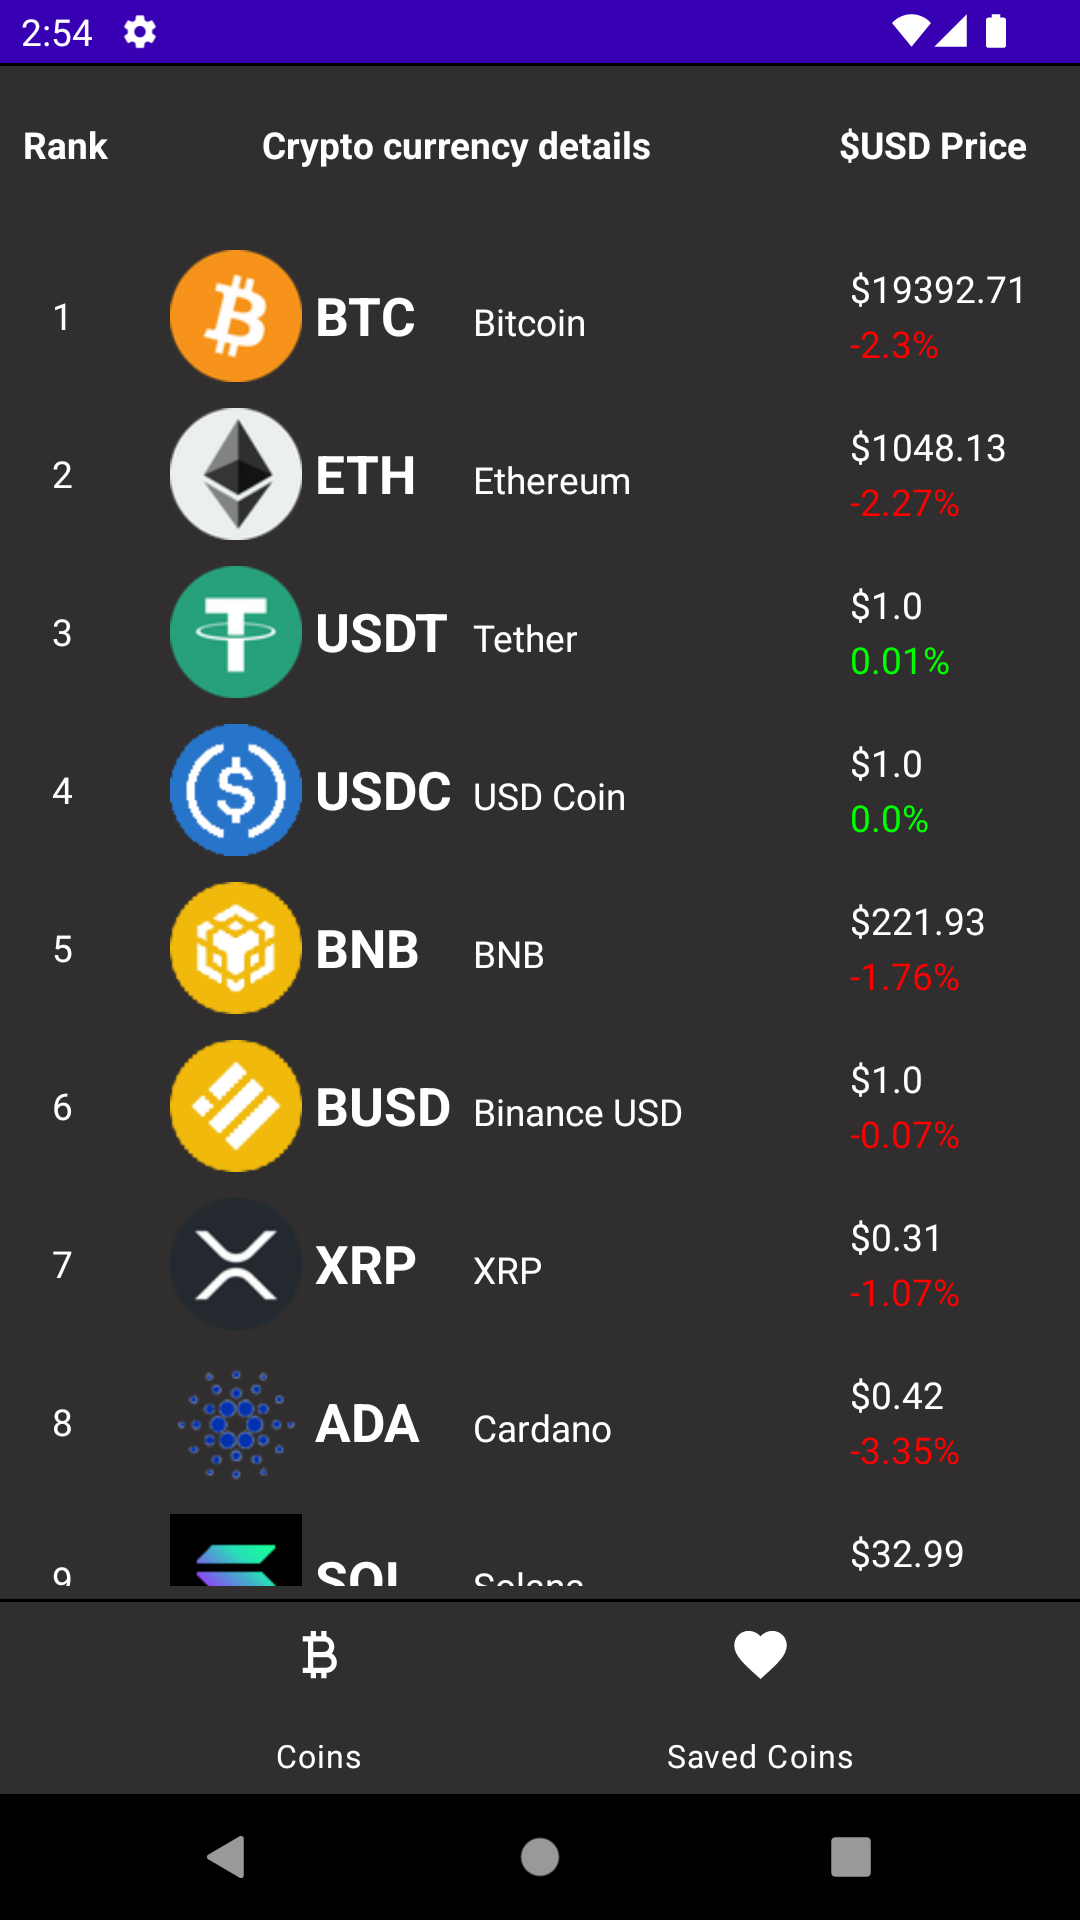 2:54
Rank Crypto currency details $USD Price
1 BTC Bitcoin $19392.71
-2.3%
2 ETH Ethereum $1048.13
-2.27%
3 USDT Tether $1.0
0.01%
4 USDC USD Coin $1.0
0.0%
5 BNB BNB $221.93
-1.76%
6 BUSD Binance USD $1.0
-0.07%
7 XRP XRP $0.31
-1.07%
8 ADA Cardano $0.42
-3.35%
9 SOL Solana $32.99
Coins Saved Coins